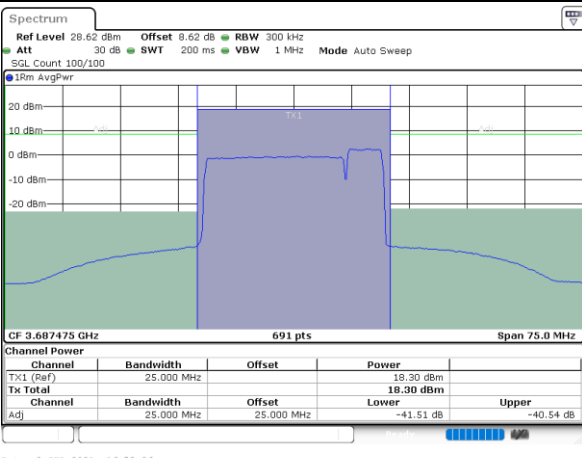 Spectrum
Ref Level 28.62 dBm Offset 8.62 dB RBW 300 kHz
Att 30 dB SWT 200 ms VBW 1 MHz Mode Auto Sweep
SGL Count 100/100
1Rm AvgPwr
20 dBm
TX1
10 dBm Adj Adj
0 dBm
-10 dBm
-20 dBm
CF 3.687475 GHz 691 pts Span 75.0 MHz
Channel Power
Channel Bandwidth Offset Power
TX1 (Ref) 25.000 MHz 18.30 dBm
Tx Total 18.30 dBm
Channel Bandwidth Offset Lower Upper
Adj 25.000 MHz 25.000 MHz -41.51 dB -40.54 dB
Ready